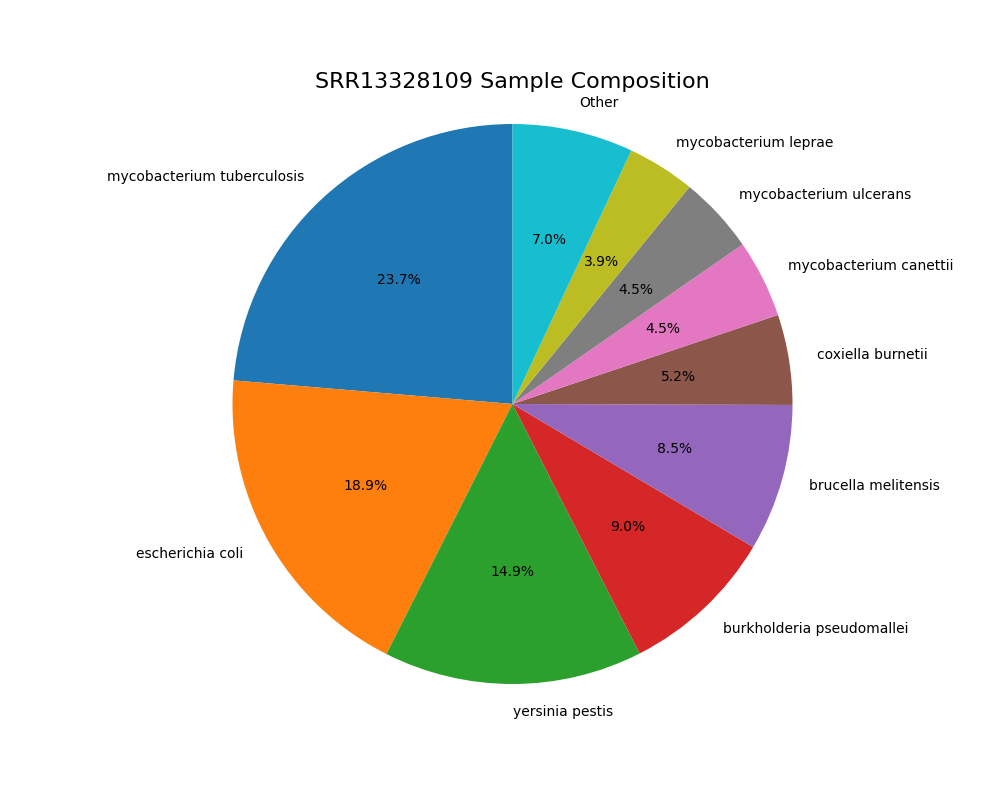 SRR13328109 Sample Composition
Other
mycobacterium leprae
mycobacterium tuberculosis
mycobacterium ulcerans
7.0%
3.9%
mycobacterium canettii
23.7%
4.5%
4.5%
coxiella burnetii
5.2%
8.5%
18.9%
brucella melitensis
9.0%
escherichia coli
14.9%
burkholderia pseudomallei
yersinia pestis